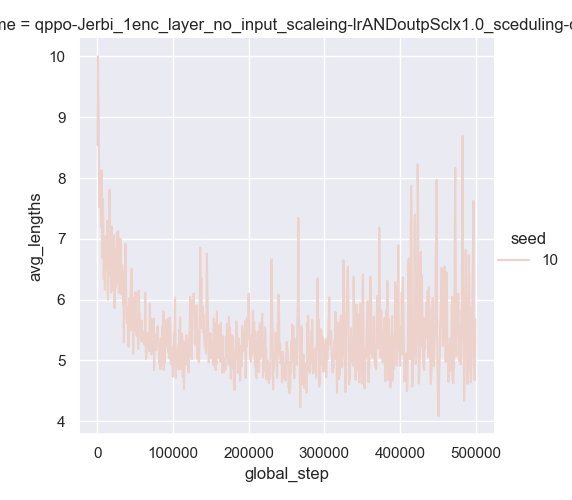 me = qppo-Jerbi_1enc_layer_no_input_scaleing-lrANDoutpSclx1.0_sceduling-c
10
9
8
7
6
5
4
avg_lengths
0 100000 200000 300000 400000 500000
global_step
seed
10